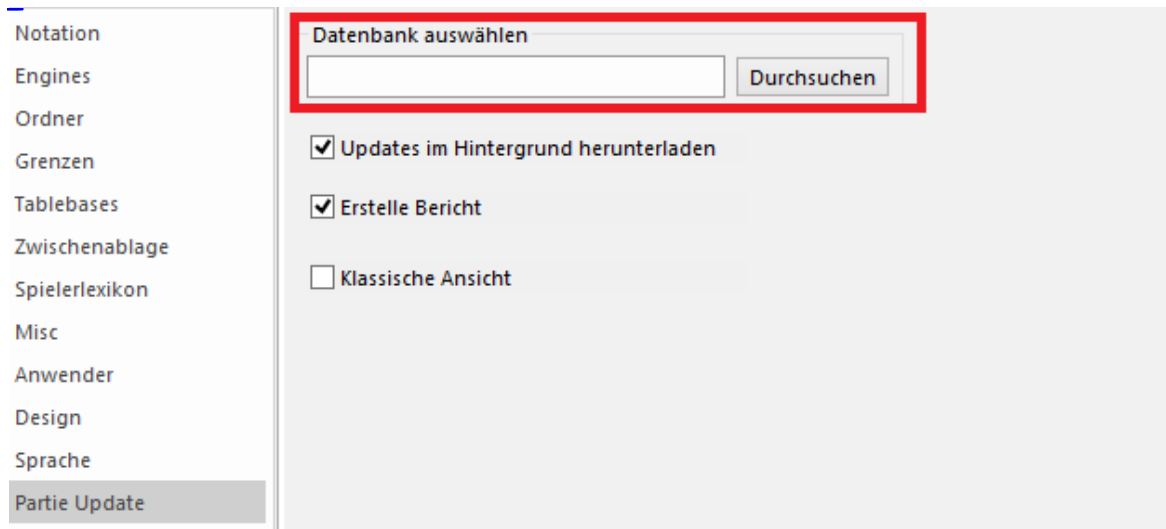 Notation
Engines
Ordner
Grenzen
Tablebases
Zwischenablage
Spielerlexikon
Misc
Anwender
Design
Sprache
Partie Update
Datenbank auswählen
Durchsuchen
Updates im Hintergrund herunterladen
Erstelle Bericht
Klassische Ansicht